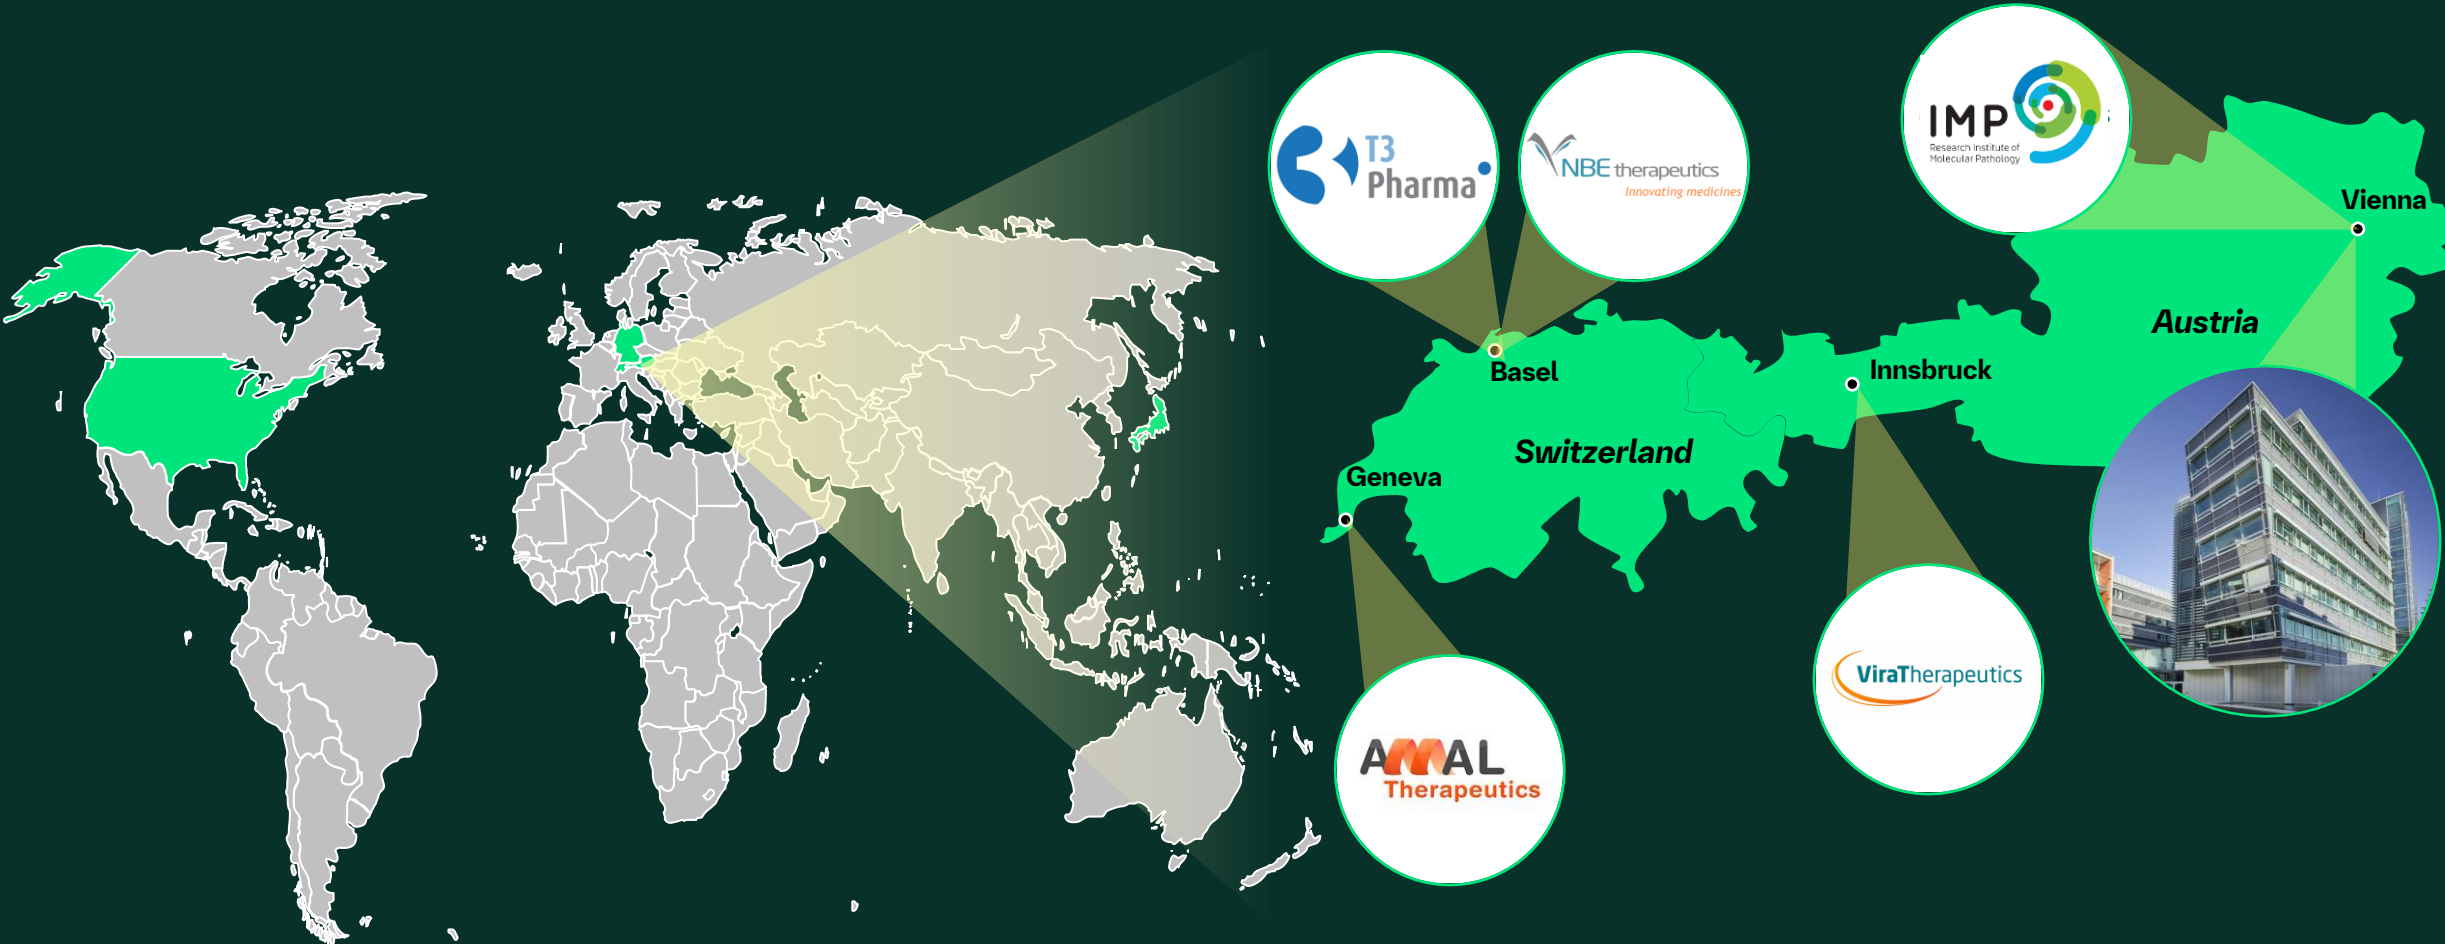 T3
Pharma
NBE therapeutics
Innovating medicines
IMP
Research Institute of
Molecular Pathology
Vienna
Austria
Basel
Innsbruck
Switzerland
Geneva
ViraTherapeutics
AMAL
Therapeutics